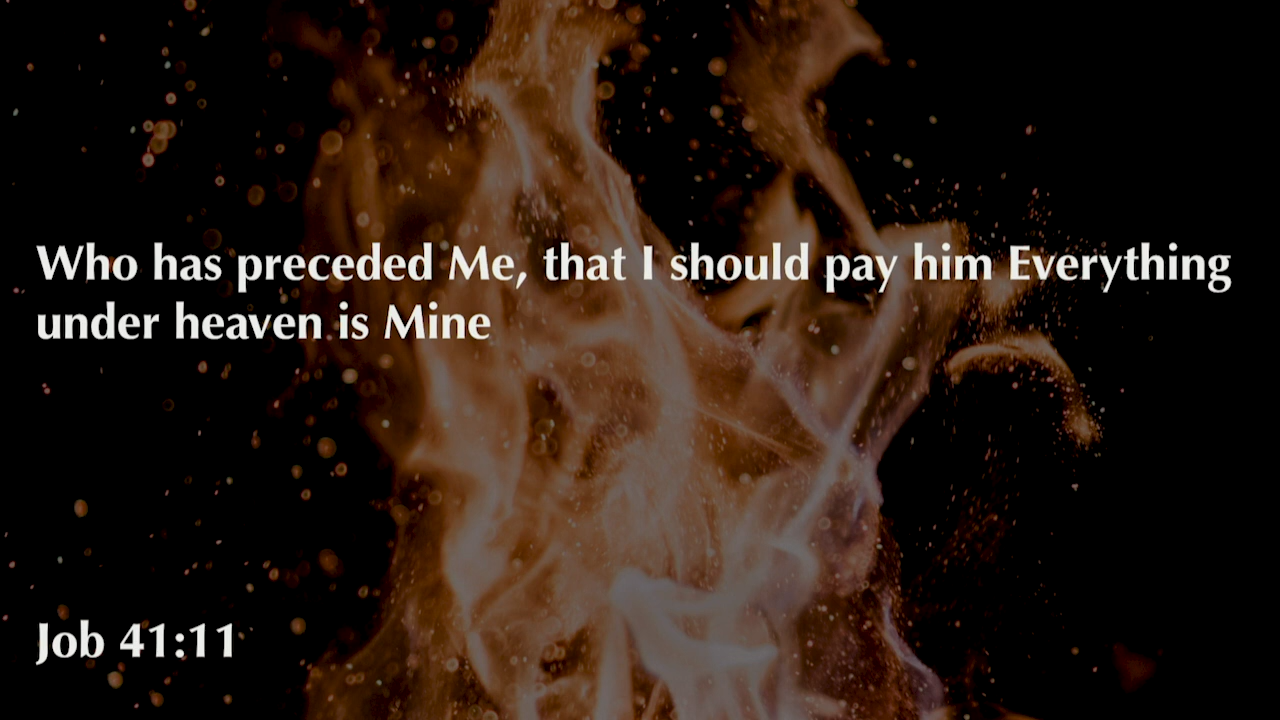 Who has preceded Me, that I should pay him Everything
under heaven is Mine
Job 41:11